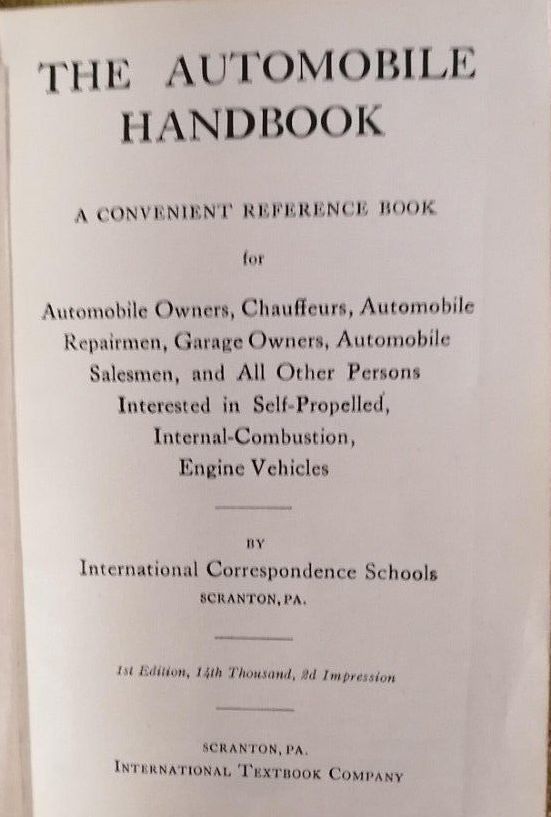 THE AUTOMOBILE
HANDBOOK
A CONVENIENT REFERENCE BOOK
for
Automobile Owners, Chauffeurs, Automobile
Repairmen, Garage Owners, Automobile
Salesmen, and All Other Persons
Interested in Self-Propelled,
Internal-Combustion,
Engine Vehicles
BY
International Correspondence Schools
SCRANTON, PA.
1st Edition, 14th Thousand, 2d Impression
SCRANTON, PA.
INTERNATIONAL TEXTBOOK COMPANY